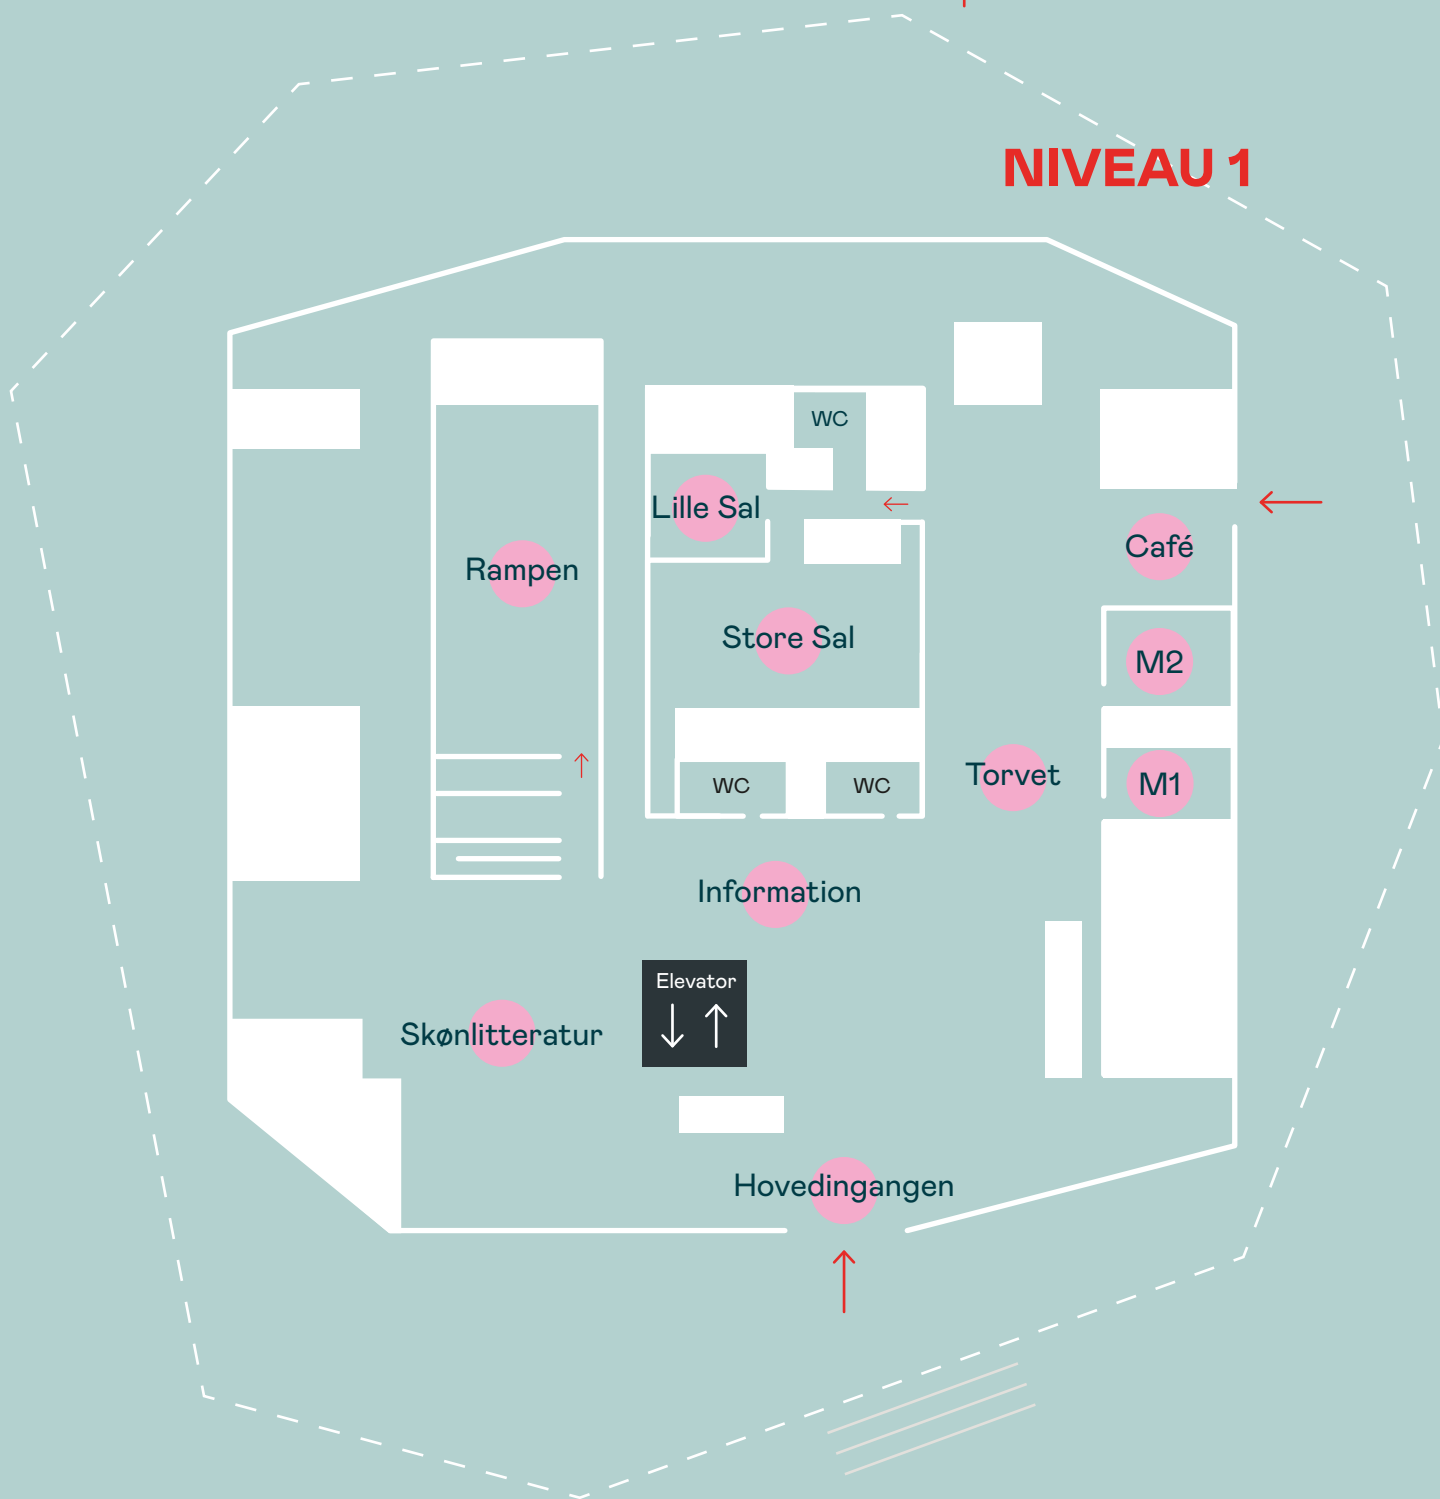 NIVEAU 1
WC
Lille Sal
Café
Rampen
Store Sal
M2
Torvet
M1
WC
WC
Information
Elevator
Skønlitteratur
Hovedingangen